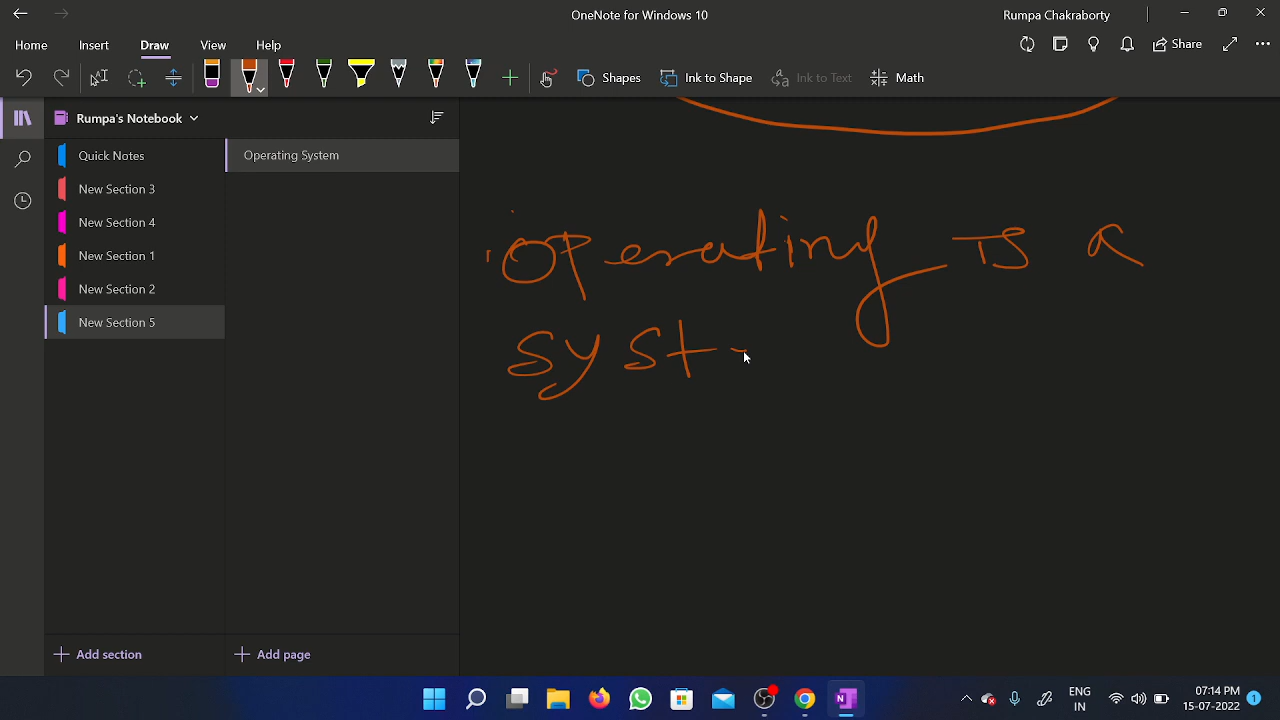 OneNote for Windows 10
Rumpa Chakraborty
Home Insert Draw View Help
Share
Shapes Ink to Shape Ink to Text Math
Rumpa's Notebook
Quick Notes
New Section 3
New Section 4
New Section 1
New Section 2
New Section 5
Operating System
operating is a
syst
+ Add section
+ Add page
ENG
IN
07:14 PM
15-07-2022
1